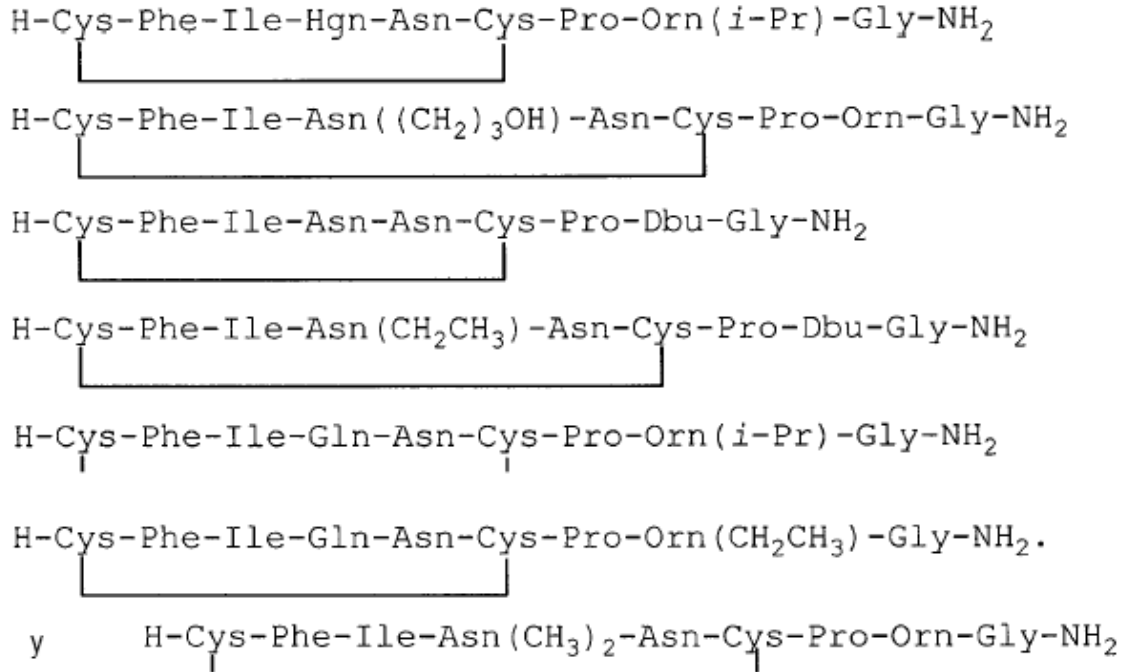 H-Cys-Phe-Ile-Hgn-Asn-Cys-Pro-Orn(i-Pr)-Gly-NH₂
H-Cys-Phe-Ile-Asn((CH₂)₃OH)-Asn-Cys-Pro-Orn-Gly-NH₂
H-Cys-Phe-Ile-Asn-Asn-Cys-Pro-Dbu-Gly-NH₂
H-Cys-Phe-Ile-Asn(CH₂CH₃)-Asn-Cys-Pro-Dbu-Gly-NH₂
H-Cys-Phe-Ile-Gln-Asn-Cys-Pro-Orn(i-Pr)-Gly-NH₂
H-Cys-Phe-Ile-Gln-Asn-Cys-Pro-Orn(CH₂CH₃)-Gly-NH₂.
y H-Cys-Phe-Ile-Asn(CH₃)₂-Asn-Cys-Pro-Orn-Gly-NH₂